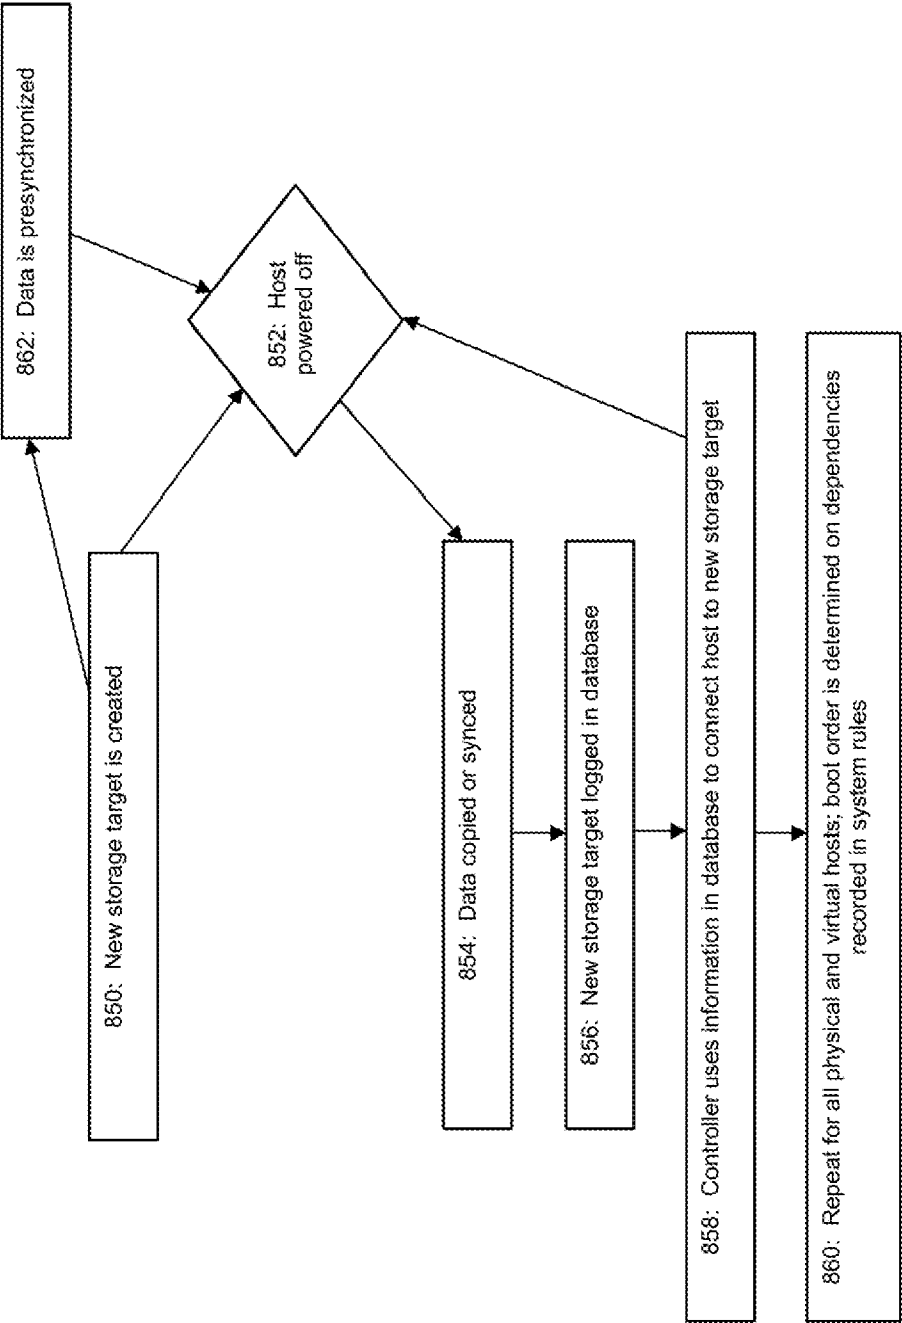 862: Data is presynchronized
850: New storage target is created
852: Host
powered off
854: Data copied or synced
856: New storage target logged in database
858: Controller uses information in database to connect host to new storage target
860: Repeat for all physical and virtual hosts; boot order is determined on dependencies
recorded in system rules